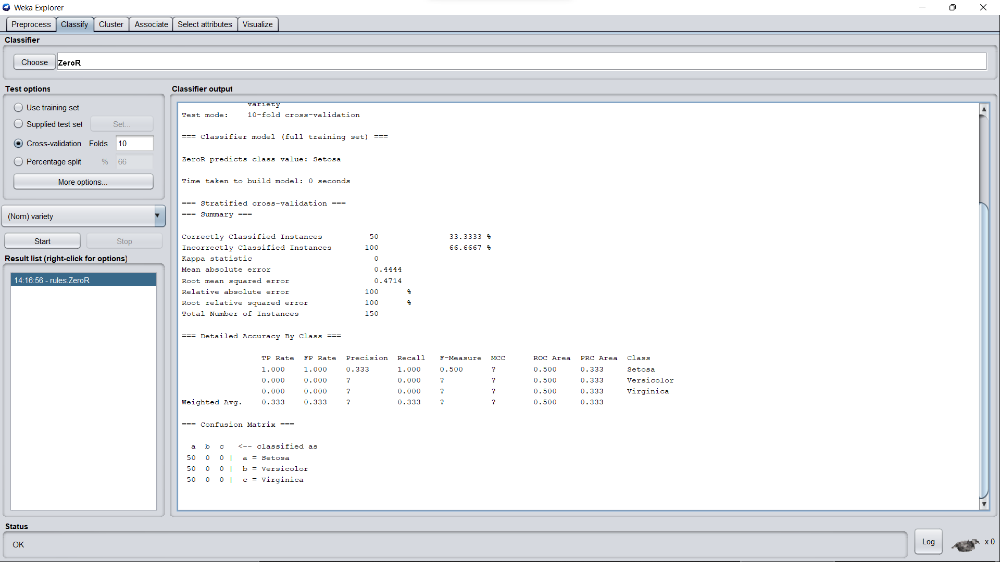 Weka Explorer
Preprocess Classify Cluster Associate Select attributes Visualize
Classifier
Choose ZeroR
Test options
Use training set
Supplied test set Set...
Cross-validation Folds 10
Percentage split % 66
More options...
(Nom) variety
Start Stop
Result list (right-click for options)
14:16:56 - rules.ZeroR
Classifier output
variety
Test mode: 10-fold cross-validation
=== Classifier model (full training set) ===
ZeroR predicts class value: Setosa
Time taken to build model: 0 seconds
=== Stratified cross-validation ===
=== Summary ===
Correctly Classified Instances 50 33.3333 %
Incorrectly Classified Instances 100 66.6667 %
Kappa statistic 0
Mean absolute error 0.4444
Root mean squared error 0.4714
Relative absolute error 100 %
Root relative squared error 100 %
Total Number of Instances 150
=== Detailed Accuracy By Class ===
TP Rate FP Rate Precision Recall F-Measure MCC ROC Area PRC Area Class
1.000 1.000 0.333 1.000 0.500 ? 0.500 0.333 Setosa
0.000 0.000 ? 0.000 ? ? 0.500 0.333 Versicolor
0.000 0.000 ? 0.000 ? ? 0.500 0.333 Virginica
Weighted Avg. 0.333 0.333 ? 0.333 ? ? 0.500 0.333
=== Confusion Matrix ===
a b c <-- classified as
50 0 0 | a = Setosa
50 0 0 | b = Versicolor
50 0 0 | c = Virginica
Status
OK
Log x 0